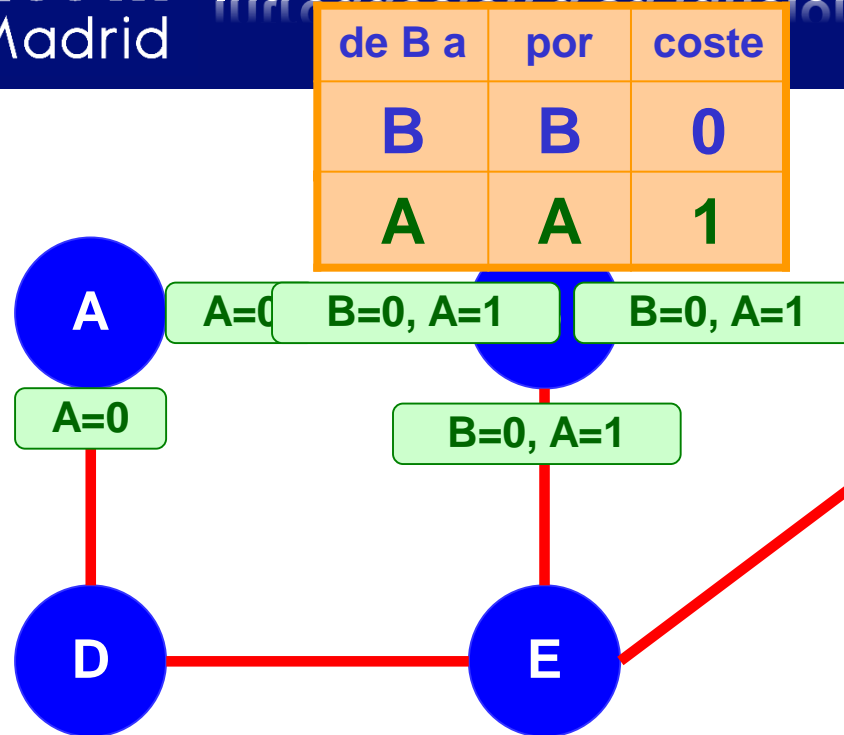 Madrid
de B a por coste
B B 0
A A 1
A A=0 B=0, A=1 B=0, A=1
A=0 B=0, A=1
D E